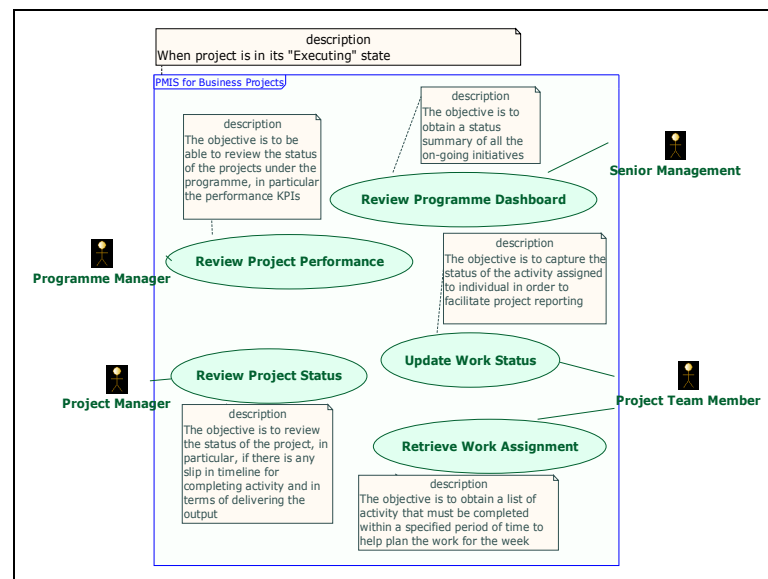 description
When project is in its "Executing" state
PMIS for Business Projects
description
The objective is to
obtain a status
summary of all the
on-going initiatives
description
The objective is to be
able to review the status
of the projects under the
programme, in particular
the performance KPIs
Senior Management
Review Programme Dashboard
description
The objective is to capture the
status of the activity assigned
to individual in order to
facilitate project reporting
Review Project Performance
Programme Manager
Update Work Status
Review Project Status
Project Manager
Project Team Member
description
The objective is to review
the status of the project, in
particular, if there is any
slip in timeline for
completing activity and in
terms of delivering the
output
Retrieve Work Assignment
description
The objective is to obtain a list of
activity that must be completed
within a specified period of time to
help plan the work for the week